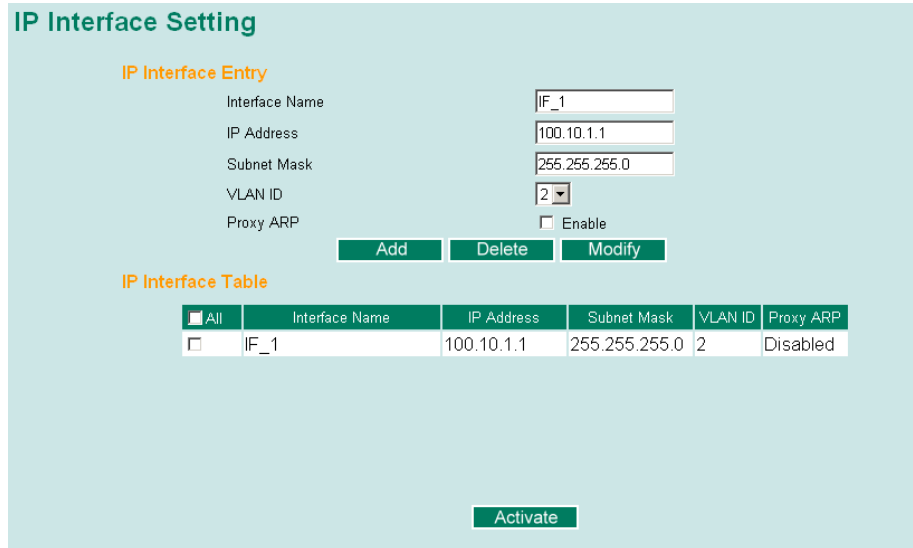 IP Interface Setting
IP Interface Entry
Interface Name IF_1
IP Address 100.10.1.1
Subnet Mask 255.255.255.0
VLAN ID 2
Proxy ARP Enable
Add Delete Modify
IP Interface Table
All Interface Name IP Address Subnet Mask VLAN ID Proxy ARP
IF_1 100.10.1.1 255.255.255.0 2 Disabled
Activate